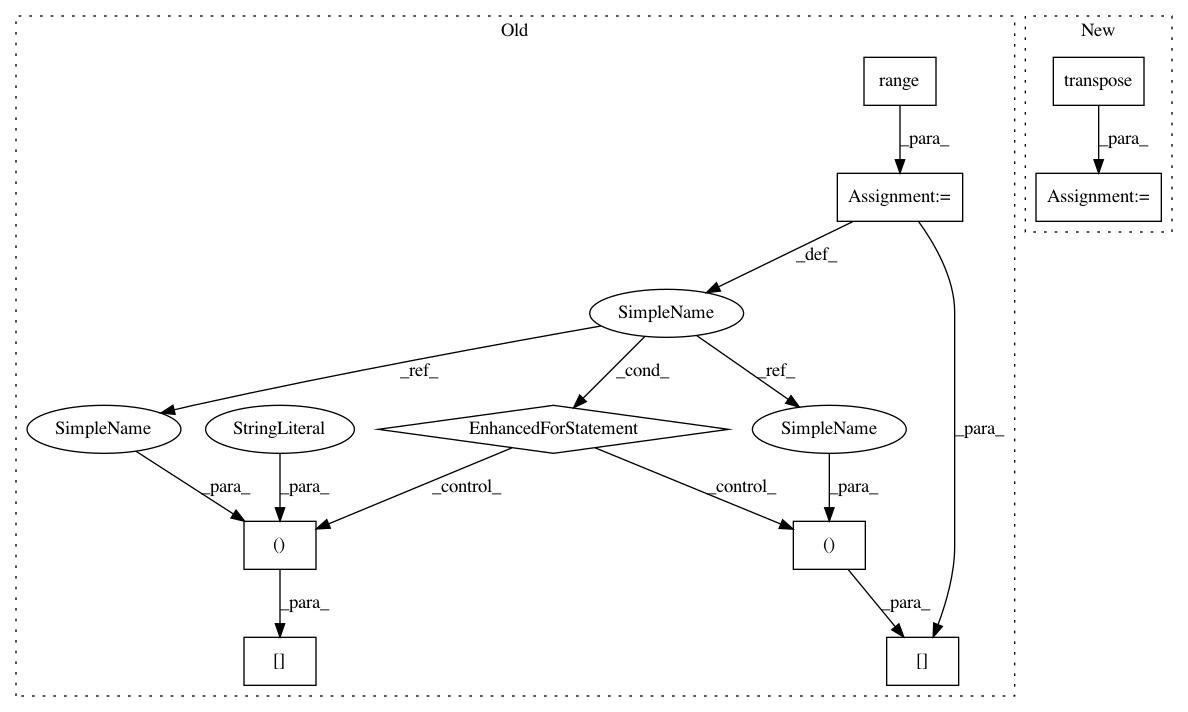 Old
New
range
transpose
_para_
_para_
Assignment:=
Assignment:=
_def_
SimpleName
_ref_
_cond_
_ref_
SimpleName
StringLiteral
EnhancedForStatement
SimpleName
_para_
_para_
_para_
_control_
_control_
_para_
()
()
_para_
_para_
[]
[]